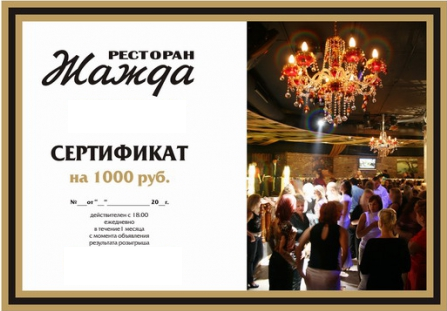 РЕСТОРАН
Жажда
СЕРТИФИКАТ
на 1000 руб.
№___от "__"____________ 20__г.
действителен с 18.00
ежедневно
в течение 1 месяца
с момента объявления
результата розыгрыша